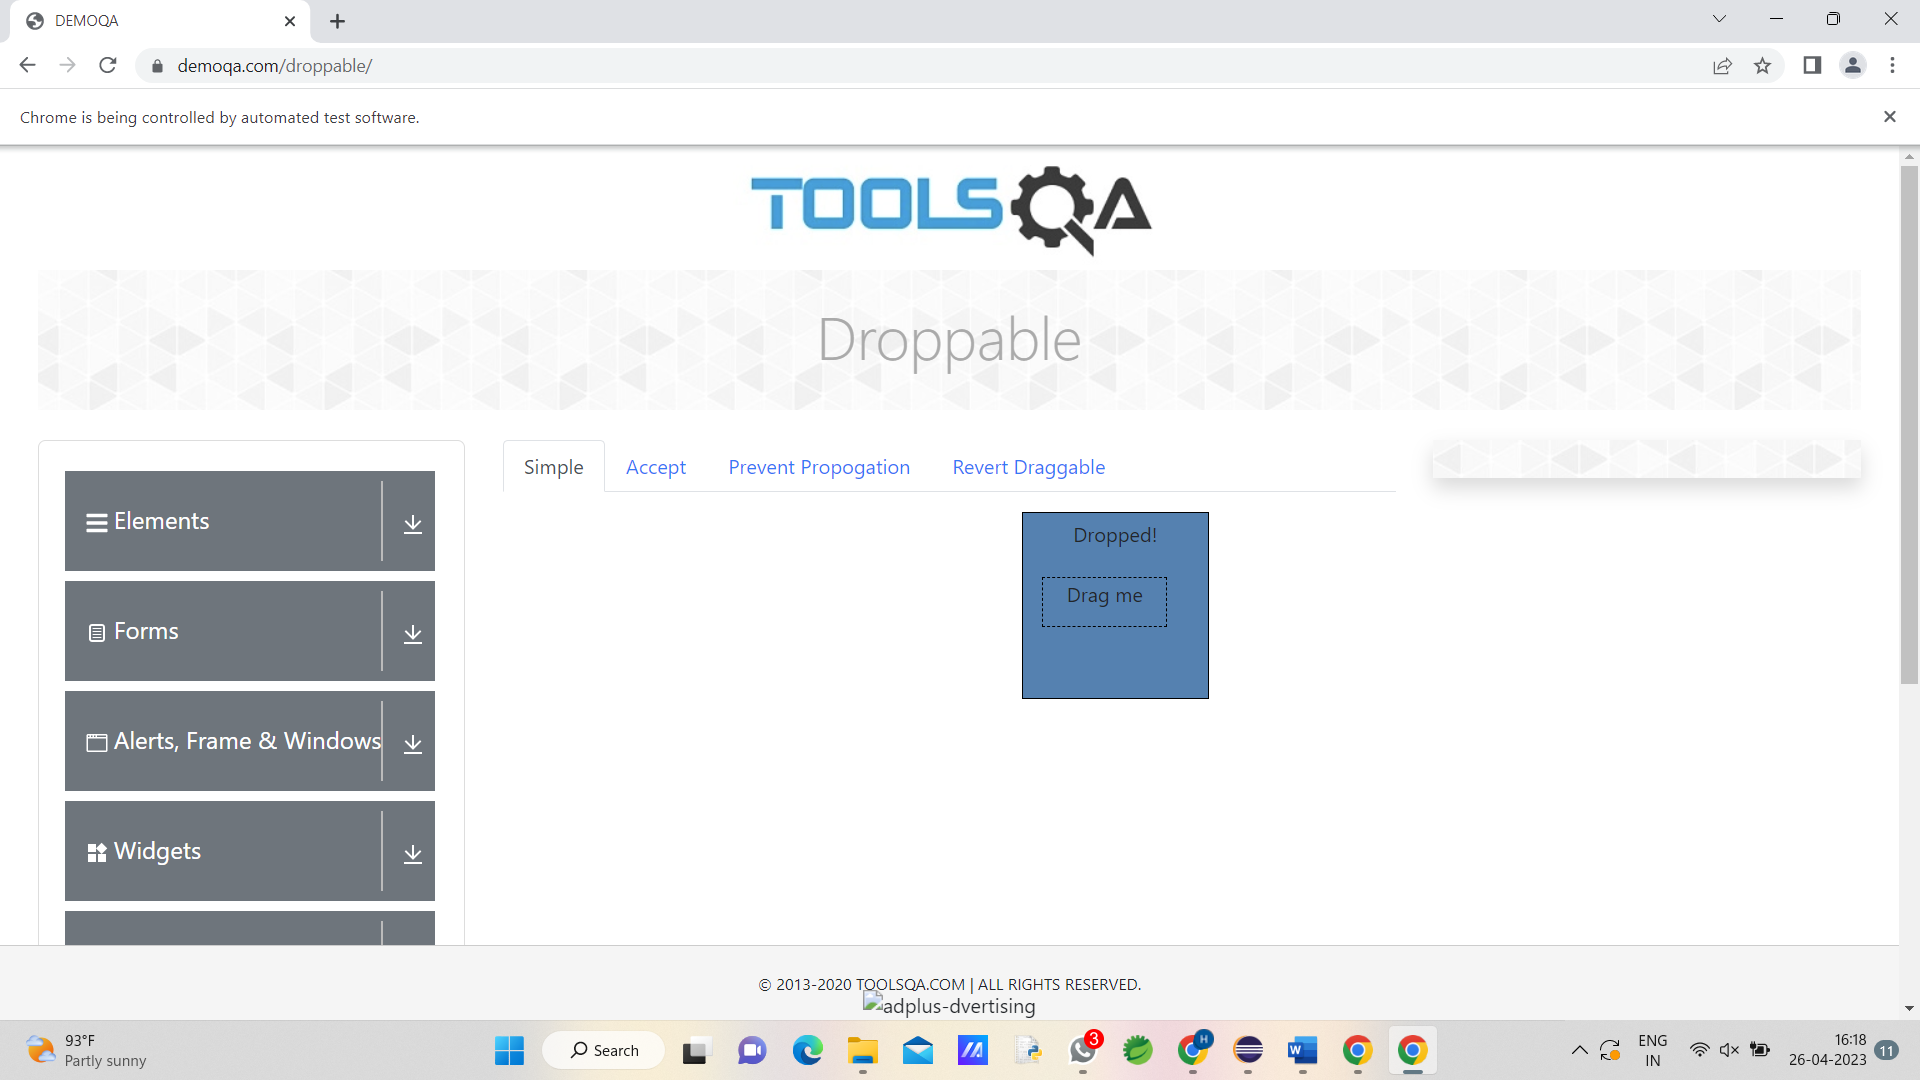 DEMOQA
demoqa.com/droppable/
Chrome is being controlled by automated test software.
TOOLSQA
Droppable
Simple
Accept
Prevent Propogation
Revert Draggable
Elements
Forms
Alerts, Frame & Windows
Widgets
Dropped!
Drag me
© 2013-2020 TOOLSQA.COM | ALL RIGHTS RESERVED.
adplus-dvertising
93°F
Partly sunny
Search
3
H
W
ENG
IN
16:18
26-04-2023
11